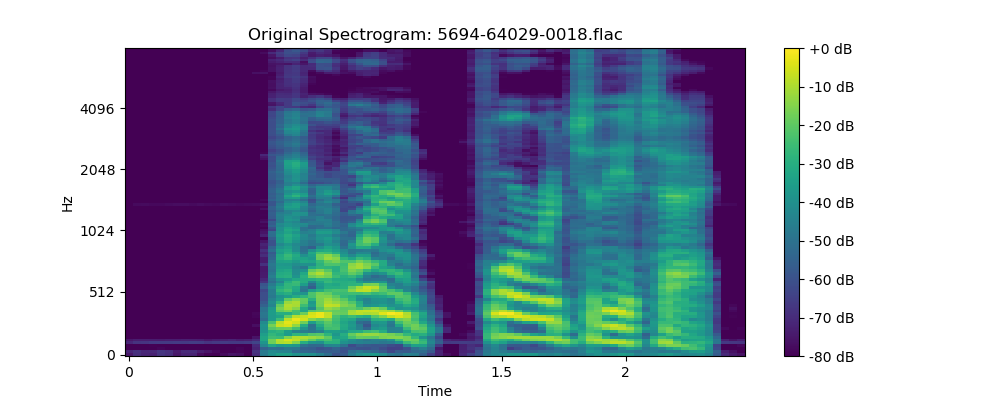 Original Spectrogram: 5694-64029-0018.flac
Hz
4096
2048
1024
512
0
0
0.5
1
1.5
2
Time
+0 dB
-10 dB
-20 dB
-30 dB
-40 dB
-50 dB
-60 dB
-70 dB
-80 dB